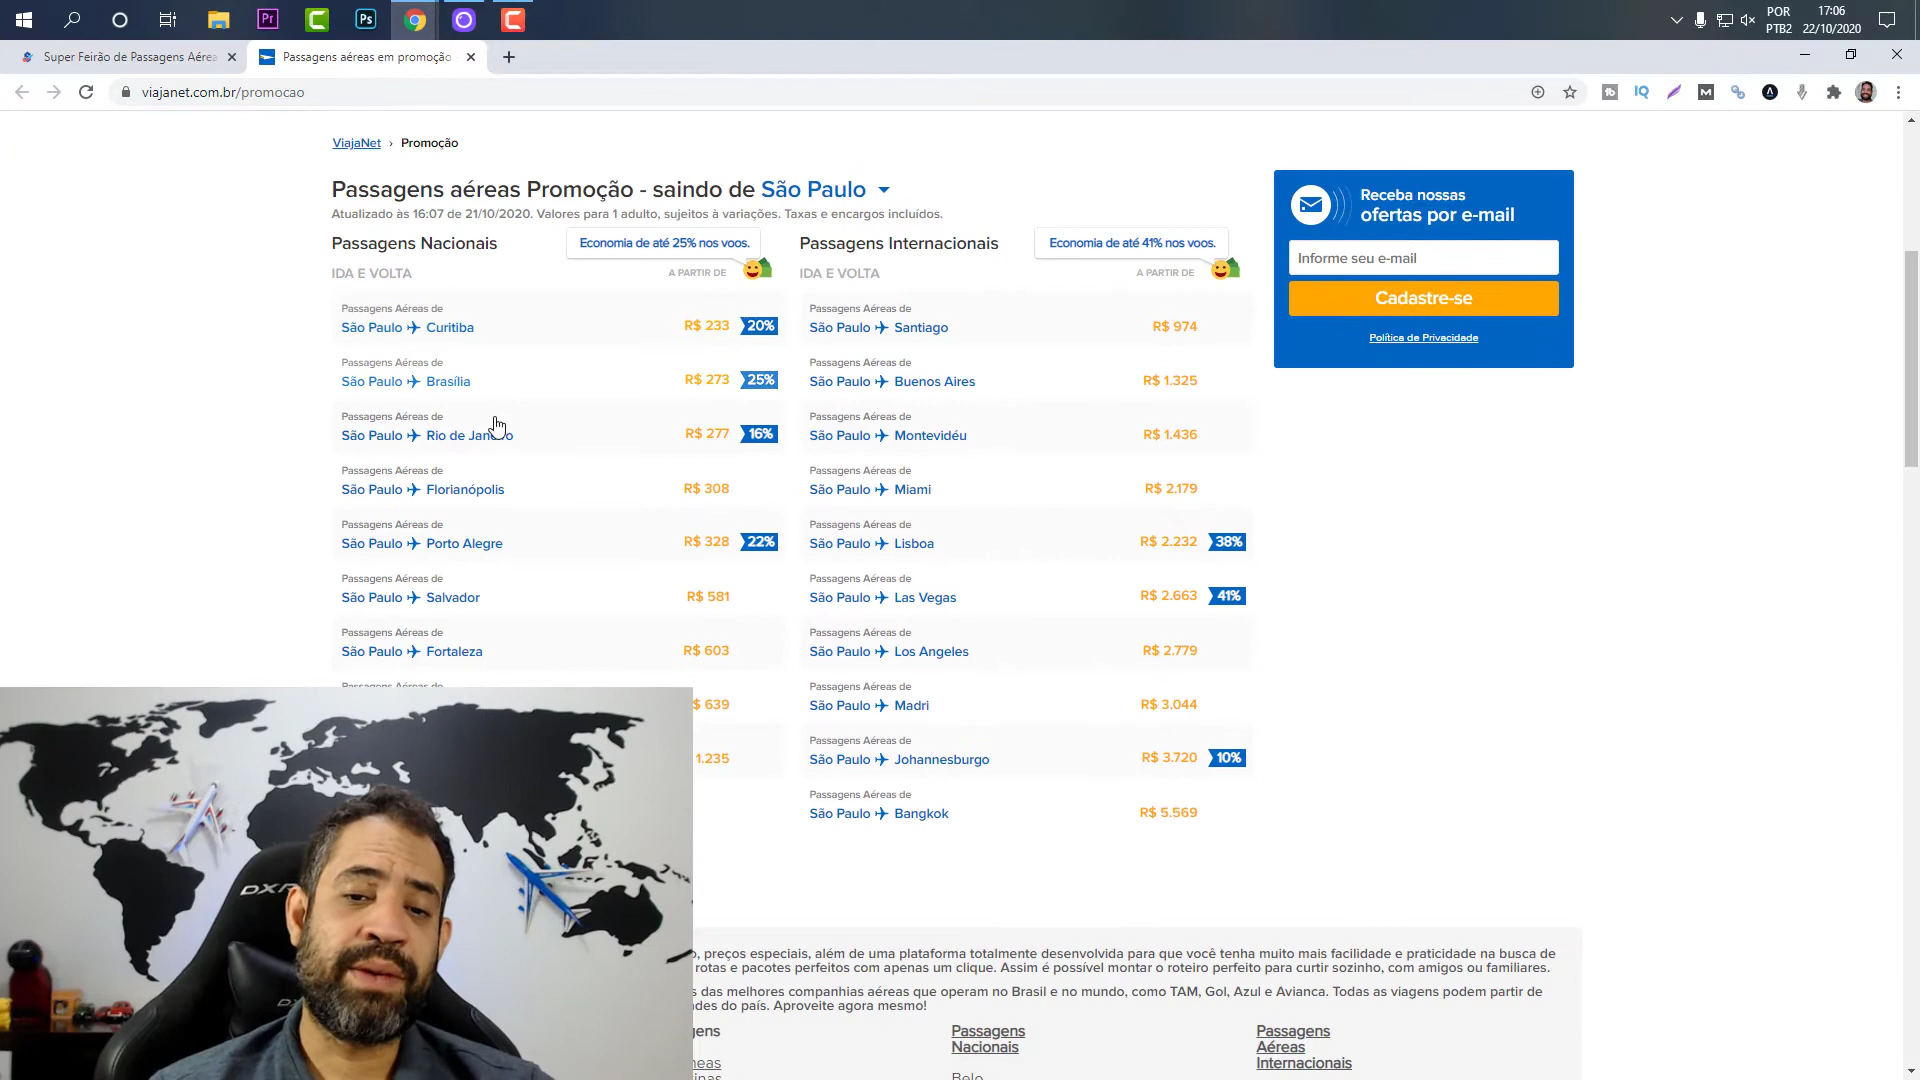 Pr
Ps
POR
PTB2
17:06
22/10/2020
Super Feirão de Passagens Aérea
Passagens aéreas em promoção
viajanet.com.br/promocao
IQ
M
ViajaNet › Promoção
Passagens aéreas Promoção - saindo de São Paulo
Atualizado às 16:07 de 21/10/2020. Valores para 1 adulto, sujeitos à variações. Taxas e encargos incluídos.
Passagens Nacionais
Economia de até 25% nos voos.
IDA E VOLTA
A PARTIR DE
Passagens Aéreas de
São Paulo Curitiba
R$ 233 20%
Passagens Aéreas de
São Paulo Brasília
R$ 273 25%
Passagens Aéreas de
São Paulo Rio de Janeiro
R$ 277 16%
Passagens Aéreas de
São Paulo Florianópolis
R$ 308
Passagens Aéreas de
São Paulo Porto Alegre
R$ 328 22%
Passagens Aéreas de
São Paulo Salvador
R$ 581
Passagens Aéreas de
São Paulo Fortaleza
R$ 603
Passagens Aéreas de
$ 639
1.235
Passagens Internacionais
Economia de até 41% nos voos.
IDA E VOLTA
A PARTIR DE
Passagens Aéreas de
São Paulo Santiago
R$ 974
Passagens Aéreas de
São Paulo Buenos Aires
R$ 1.325
Passagens Aéreas de
São Paulo Montevidéu
R$ 1.436
Passagens Aéreas de
São Paulo Miami
R$ 2.179
Passagens Aéreas de
São Paulo Lisboa
R$ 2.232 38%
Passagens Aéreas de
São Paulo Las Vegas
R$ 2.663 41%
Passagens Aéreas de
São Paulo Los Angeles
R$ 2.779
Passagens Aéreas de
São Paulo Madri
R$ 3.044
Passagens Aéreas de
São Paulo Johannesburgo
R$ 3.720 10%
Passagens Aéreas de
São Paulo Bangkok
R$ 5.569
Receba nossas
ofertas por e-mail
Informe seu e-mail
Cadastre-se
Política de Privacidade
o, preços especiais, além de uma plataforma totalmente desenvolvida para que você tenha muito mais facilidade e praticidade na busca de
rotas e pacotes perfeitos com apenas um clique. Assim é possível montar o roteiro perfeito para curtir sozinho, com amigos ou familiares.
s das melhores companhias aéreas que operam no Brasil e no mundo, como TAM, Gol, Azul e Avianca. Todas as viagens podem partir de
des do país. Aproveite agora mesmo!
gens
neas
Passagens
Nacionais
Belo
Passagens
Aéreas
Internacionais